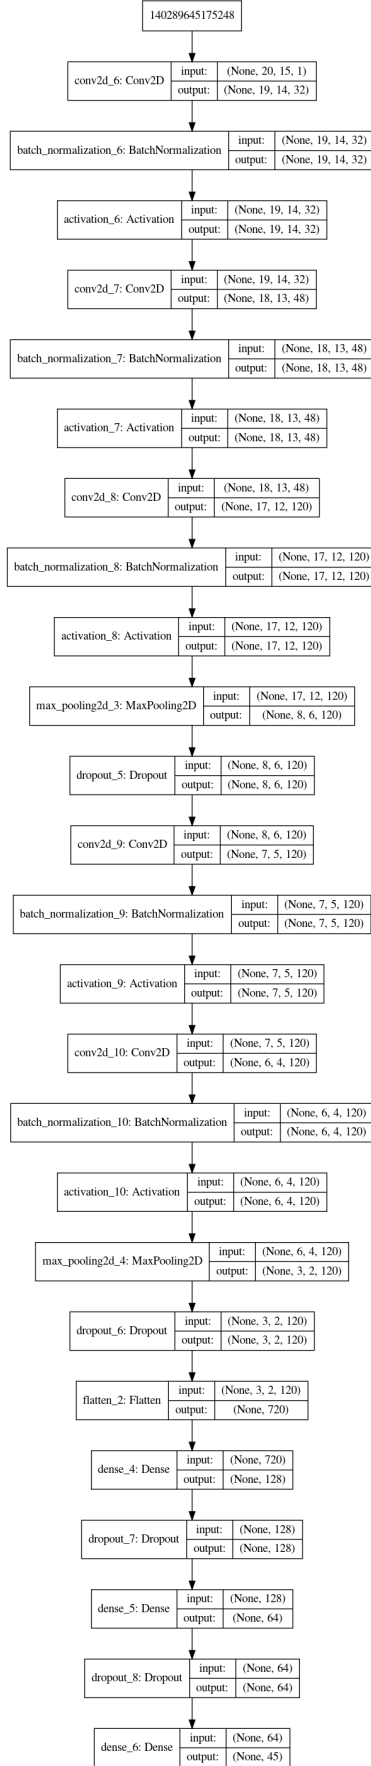 140289645175248
conv2d_6: Conv2D
input: (None, 20, 15, 1)
output: (None, 19, 14, 32)
batch_normalization_6: BatchNormalization
input: (None, 19, 14, 32)
output: (None, 19, 14, 32)
activation_6: Activation
input: (None, 19, 14, 32)
output: (None, 19, 14, 32)
conv2d_7: Conv2D
input: (None, 19, 14, 32)
output: (None, 18, 13, 48)
batch_normalization_7: BatchNormalization
input: (None, 18, 13, 48)
output: (None, 18, 13, 48)
activation_7: Activation
input: (None, 18, 13, 48)
output: (None, 18, 13, 48)
conv2d_8: Conv2D
input: (None, 18, 13, 48)
output: (None, 17, 12, 120)
batch_normalization_8: BatchNormalization
input: (None, 17, 12, 120)
output: (None, 17, 12, 120)
activation_8: Activation
input: (None, 17, 12, 120)
output: (None, 17, 12, 120)
max_pooling2d_3: MaxPooling2D
input: (None, 17, 12, 120)
output: (None, 8, 6, 120)
dropout_5: Dropout
input: (None, 8, 6, 120)
output: (None, 8, 6, 120)
conv2d_9: Conv2D
input: (None, 8, 6, 120)
output: (None, 7, 5, 120)
batch_normalization_9: BatchNormalization
input: (None, 7, 5, 120)
output: (None, 7, 5, 120)
activation_9: Activation
input: (None, 7, 5, 120)
output: (None, 7, 5, 120)
conv2d_10: Conv2D
input: (None, 7, 5, 120)
output: (None, 6, 4, 120)
batch_normalization_10: BatchNormalization
input: (None, 6, 4, 120)
output: (None, 6, 4, 120)
activation_10: Activation
input: (None, 6, 4, 120)
output: (None, 6, 4, 120)
max_pooling2d_4: MaxPooling2D
input: (None, 6, 4, 120)
output: (None, 3, 2, 120)
dropout_6: Dropout
input: (None, 3, 2, 120)
output: (None, 3, 2, 120)
flatten_2: Flatten
input: (None, 3, 2, 120)
output: (None, 720)
dense_4: Dense
input: (None, 720)
output: (None, 128)
dropout_7: Dropout
input: (None, 128)
output: (None, 128)
dense_5: Dense
input: (None, 128)
output: (None, 64)
dropout_8: Dropout
input: (None, 64)
output: (None, 64)
dense_6: Dense
input: (None, 64)
output: (None, 45)